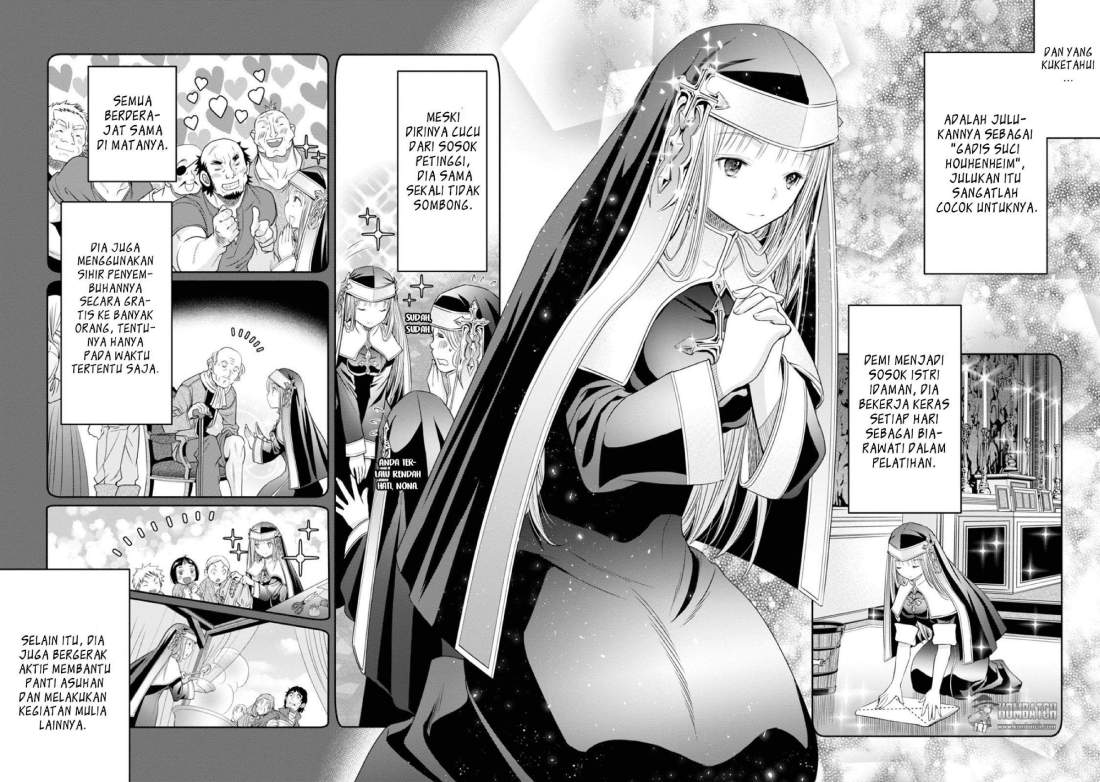 DAN YANG
KUKETAHUI
...
ADALAH JULU-
KANNYA SEBAGAI
"GADIS SUCI
HOUHENHEIM",
JULUKAN ITU
SANGATLAH
COCOK UNTUKNYA.
DEMI MENJADI
SOSOK ISTRI
IDAMAN, DIA
BEKERJA KERAS
SETIAP HARI
SEBAGAI BIA-
RAWATI DALAM
PELATIHAN.
MESKI
DIRINYA CUCU
DARI SOSOK
PETINGGI,
DIA SAMA
SEKALI TIDAK
SOMBONG.
SUDAH,
SUDAH,
ANDA TER-
LALU RENDAH
HATI, NONA.
SEMUA
BERDERA-
JAT SAMA
DI MATANYA.
DIA JUGA
MENGGUNAKAN
SIHIR PENYEM-
BUHANNYA
SECARA GRA-
TIS KE BANYAK
ORANG, TENTU-
NYA HANYA
PADA WAKTU
TERTENTU SAJA.
SELAIN ITU, DIA
JUGA BERGERAK
AKTIF MEMBANTU
PANTI ASUHAN
DAN MELAKUKAN
KEGIATAN MULIA
LAINNYA.
KOMBATCH